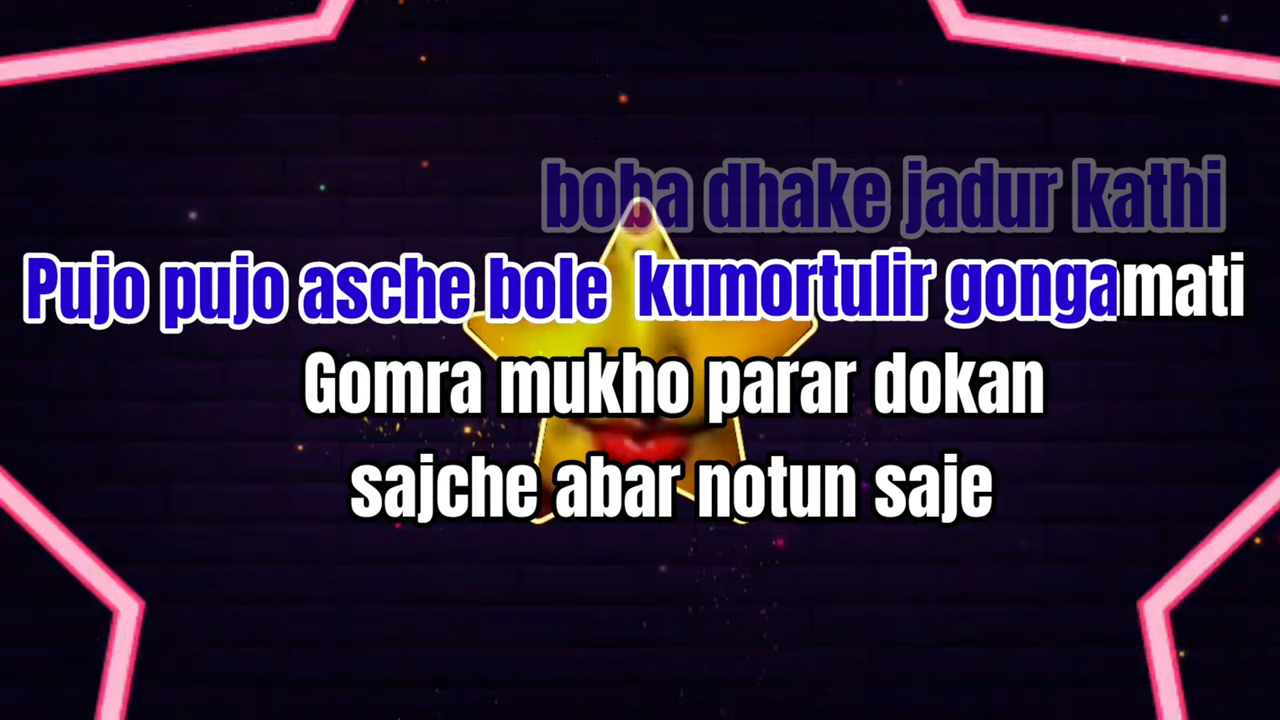 boba dhake jadur kathi
Pujo pujo asche bole kumortulir gongamati
Gomra mukho parar dokan
sajche abar notun saje